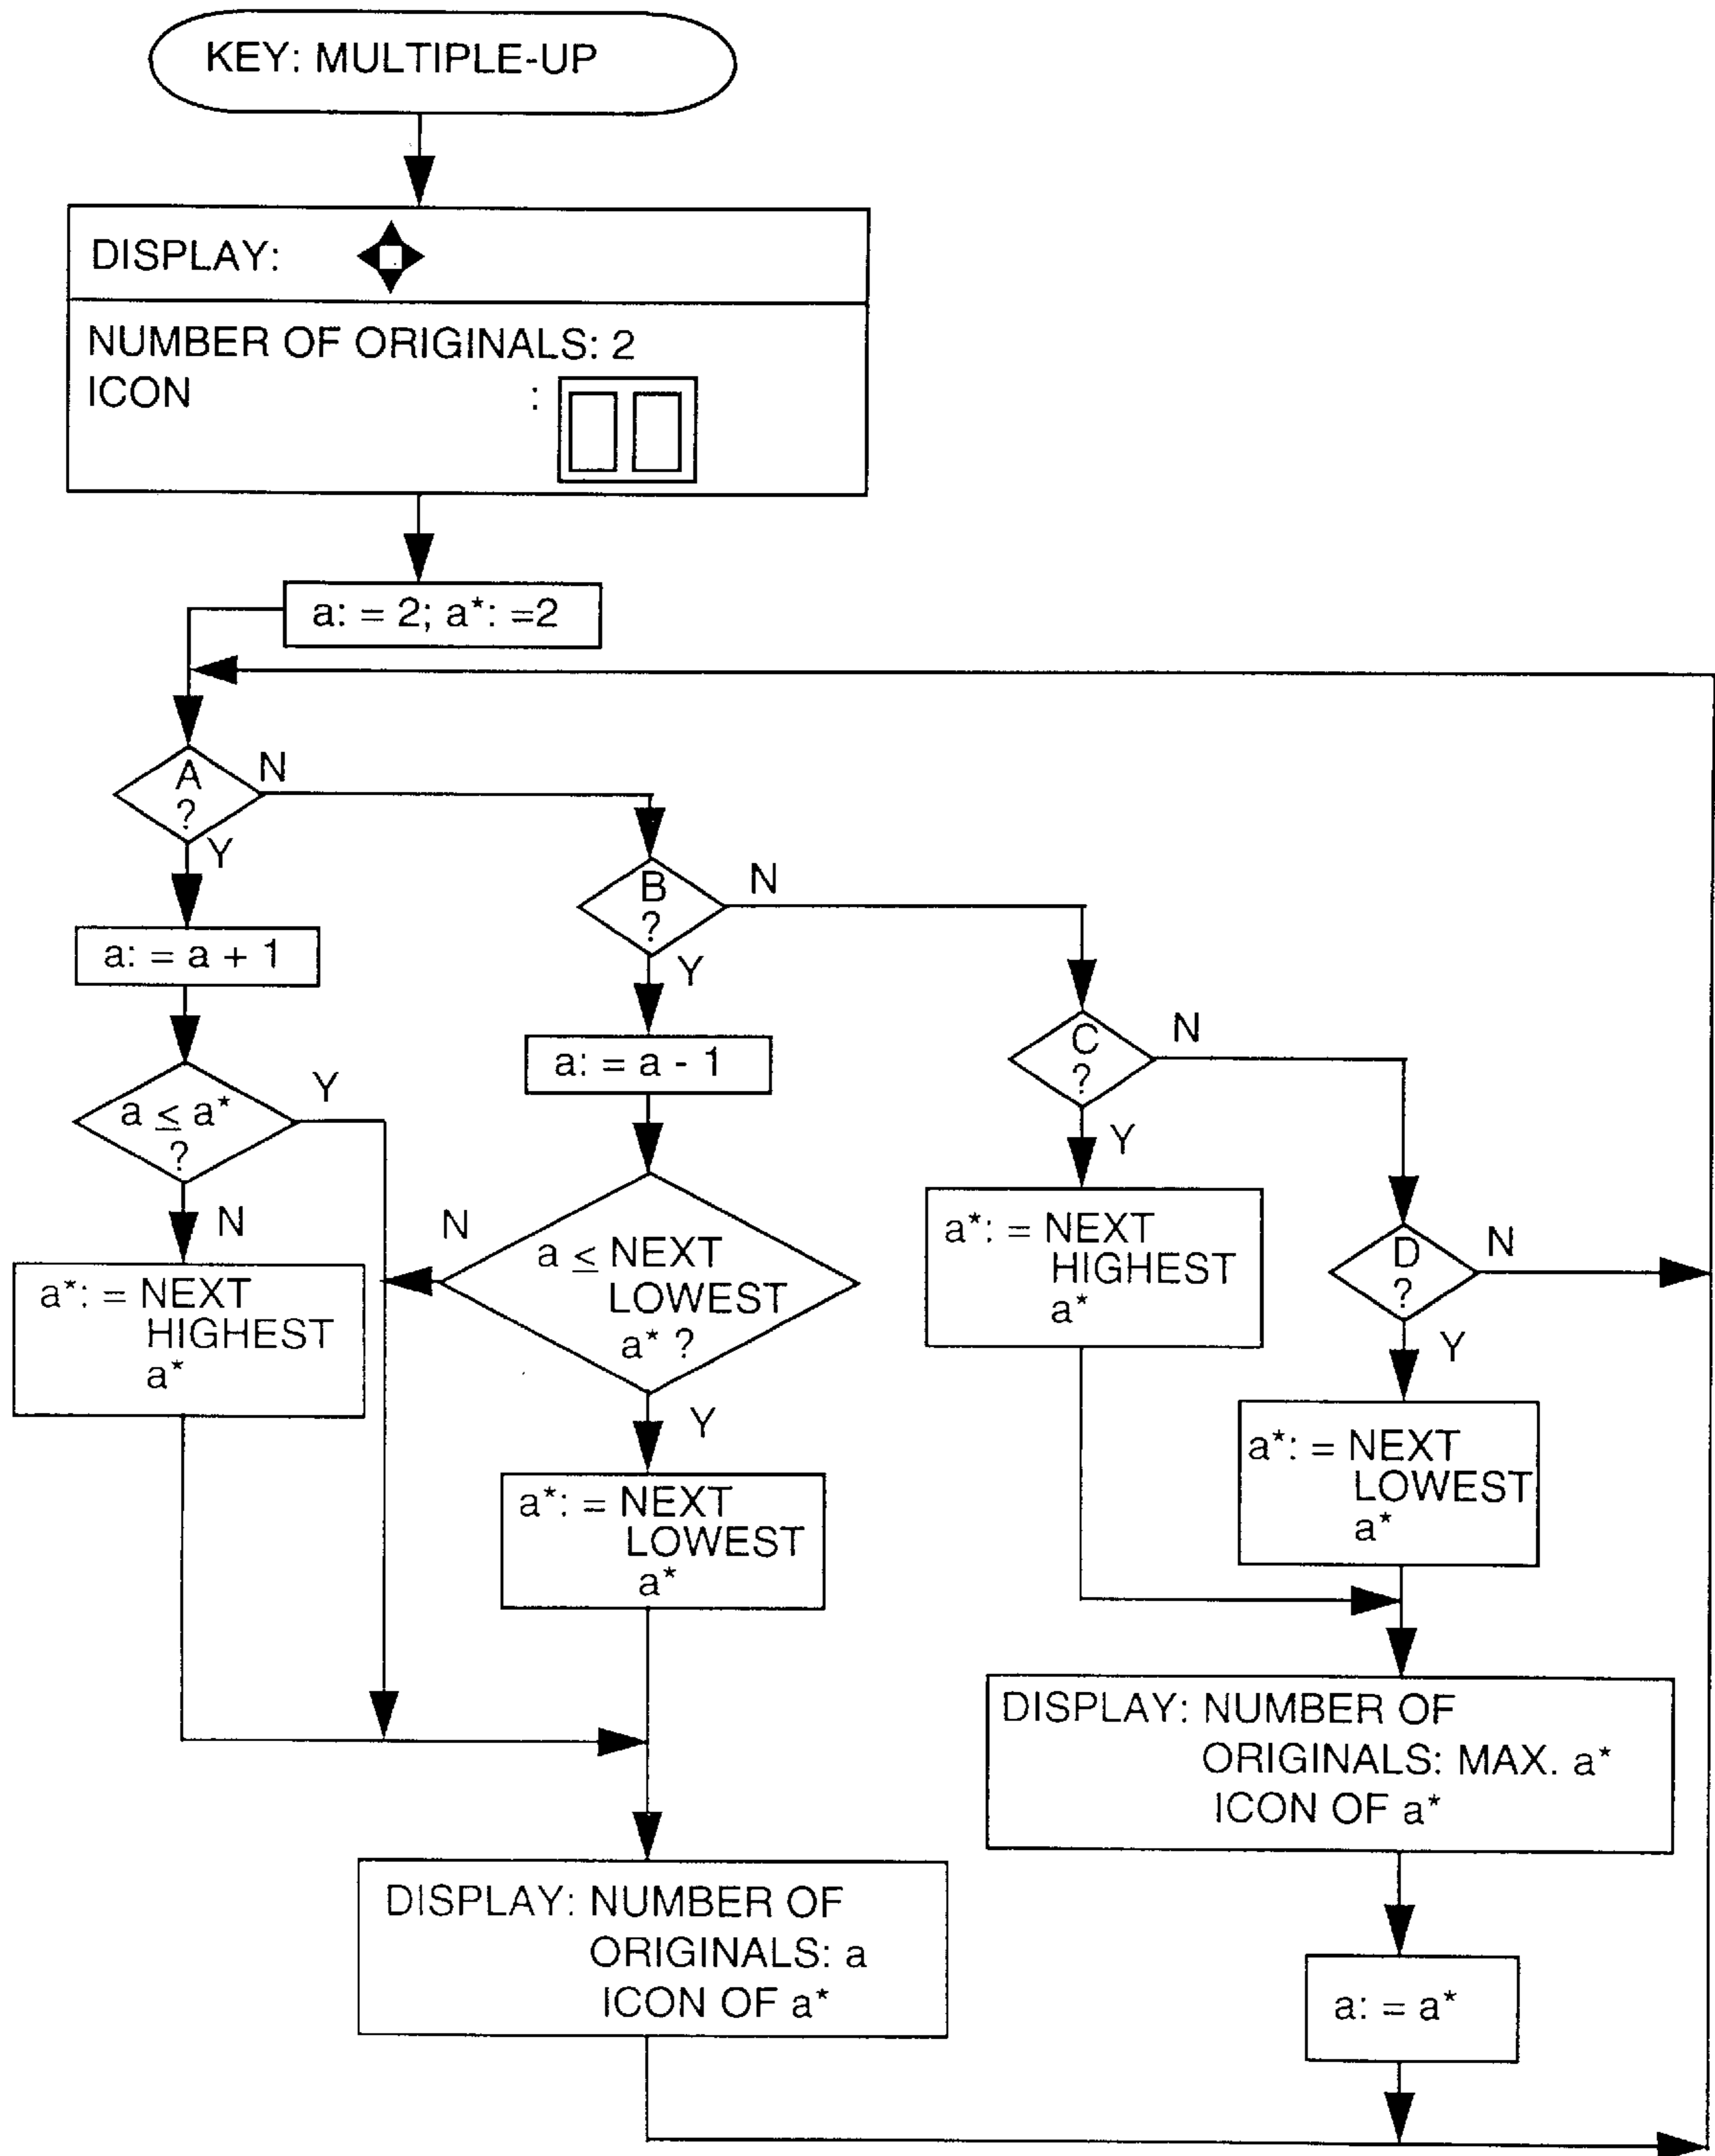 KEY: MULTIPLE-UP
DISPLAY:
NUMBER OF ORIGINALS: 2
ICON :
a: = 2; a*: =2
A
?
N
Y
B
?
N
Y
a: = a + 1
C
?
N
Y
a: = a - 1
a ≤ a*
?
Y
N
a ≤ NEXT
LOWEST
a* ?
N
Y
a*: = NEXT
HIGHEST
a*
D
?
N
Y
a*: = NEXT
HIGHEST
a*
a*: = NEXT
LOWEST
a*
a*: = NEXT
LOWEST
a*
DISPLAY: NUMBER OF
ORIGINALS: MAX. a*
ICON OF a*
DISPLAY: NUMBER OF
ORIGINALS: a
ICON OF a*
a: = a*